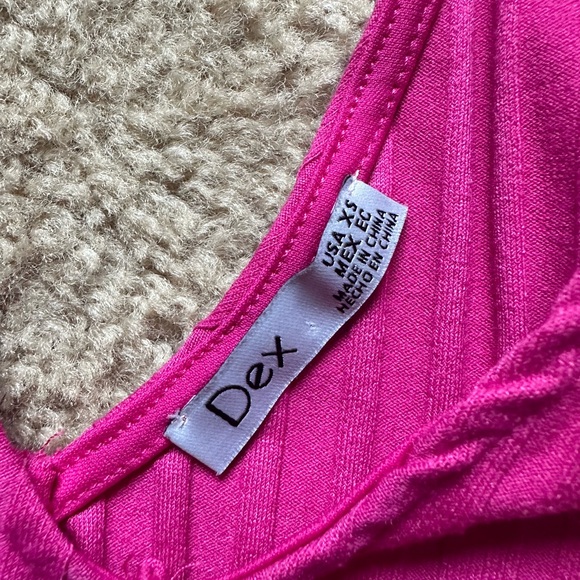 Dex
USA XS
MEX EC
MADE IN CHINA
HECHO EN CHINA